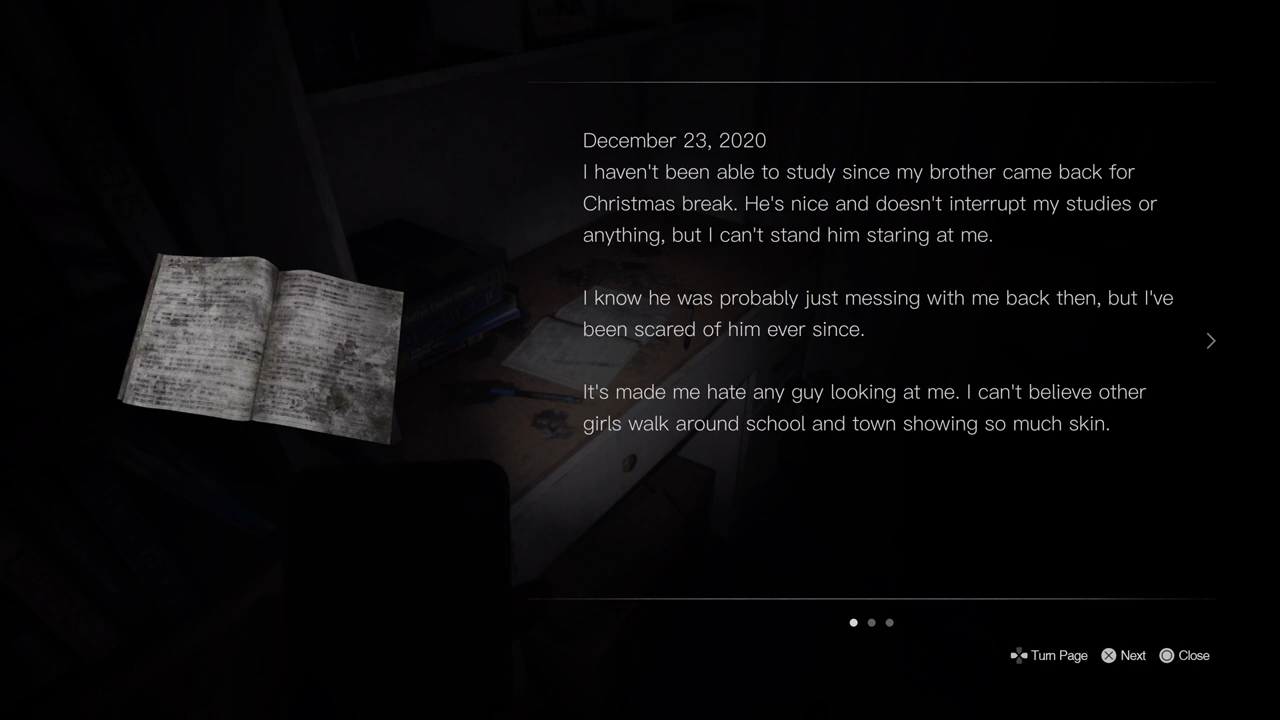 December 23, 2020
I haven't been able to study since my brother came back for
Christmas break. He's nice and doesn't interrupt my studies or
anything, but I can't stand him staring at me.
I know he was probably just messing with me back then, but I've
been scared of him ever since.
It's made me hate any guy looking at me. I can't believe other
girls walk around school and town showing so much skin.
Turn Page Next Close